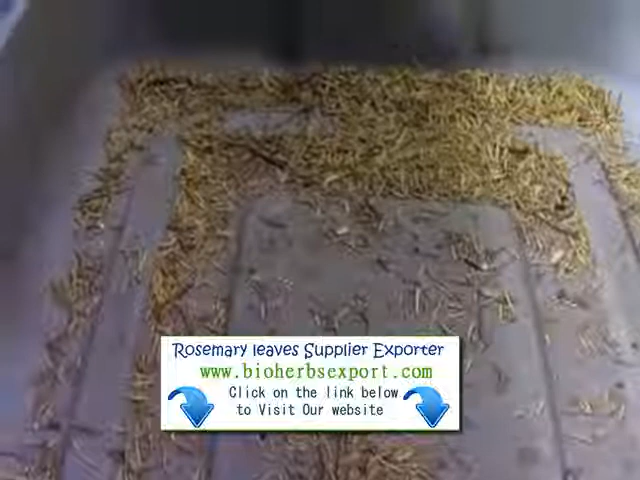 Rosemary leaves Supplier Exporter
www.bioherbsexport.com
Click on the link below
to Visit Our website